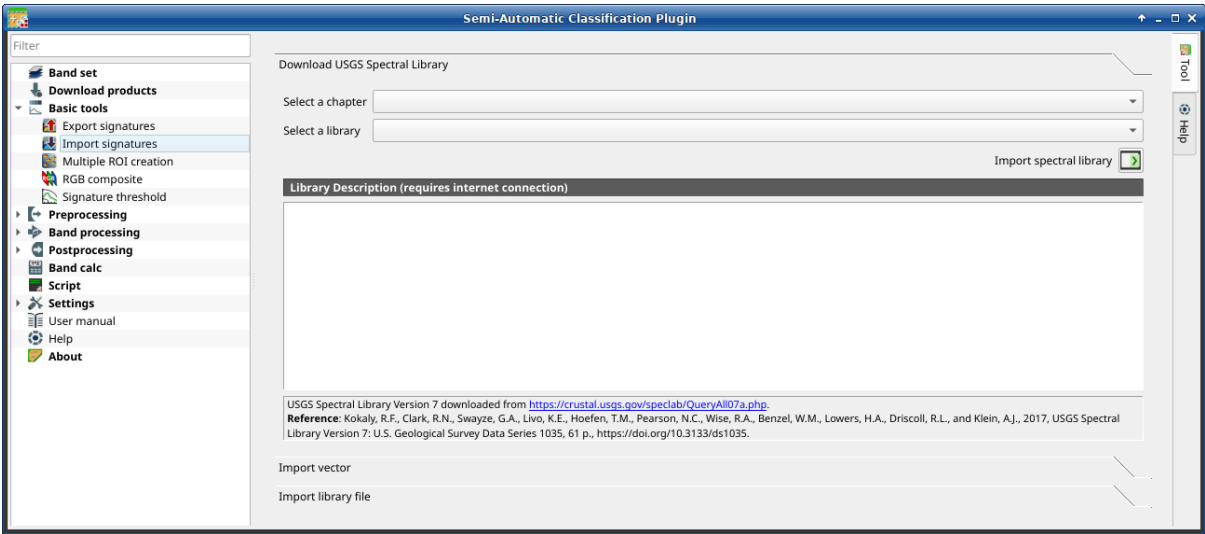 Semi-Automatic Classification Plugin
Filter
Band set
Download products
Basic tools
Export signatures
Import signatures
Multiple ROI creation
RGB composite
Signature threshold
Preprocessing
Band processing
Postprocessing
Band calc
Script
Settings
User manual
Help
About
Download USGS Spectral Library
Select a chapter
Select a library
Import spectral library
Library Description (requires internet connection)
USGS Spectral Library Version 7 downloaded from https://crustal.usgs.gov/speclab/QueryAll07a.php.
Reference: Kokaly, R.F., Clark, R.N., Swayze, G.A., Livo, K.E., Hoefen, T.M., Pearson, N.C., Wise, R.A., Benzel, W.M., Lowers, H.A., Driscoll, R.L., and Klein, A.J., 2017, USGS Spectral
Library Version 7: U.S. Geological Survey Data Series 1035, 61 p., https://doi.org/10.3133/ds1035.
Import vector
Import library file
Tool
Help